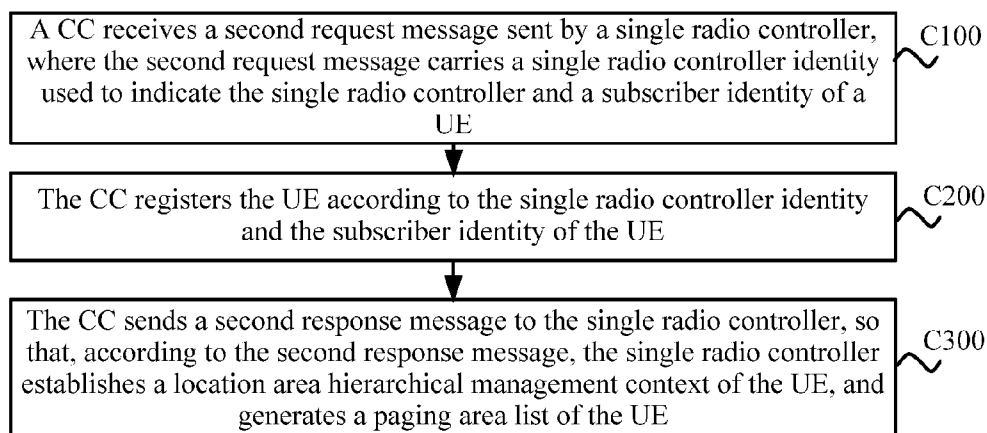 A CC receives a second request message sent by a single radio controller,
where the second request message carries a single radio controller identity
used to indicate the single radio controller and a subscriber identity of a
UE
C100
The CC registers the UE according to the single radio controller identity
and the subscriber identity of the UE
C200
The CC sends a second response message to the single radio controller, so
that, according to the second response message, the single radio controller
establishes a location area hierarchical management context of the UE, and
generates a paging area list of the UE
C300